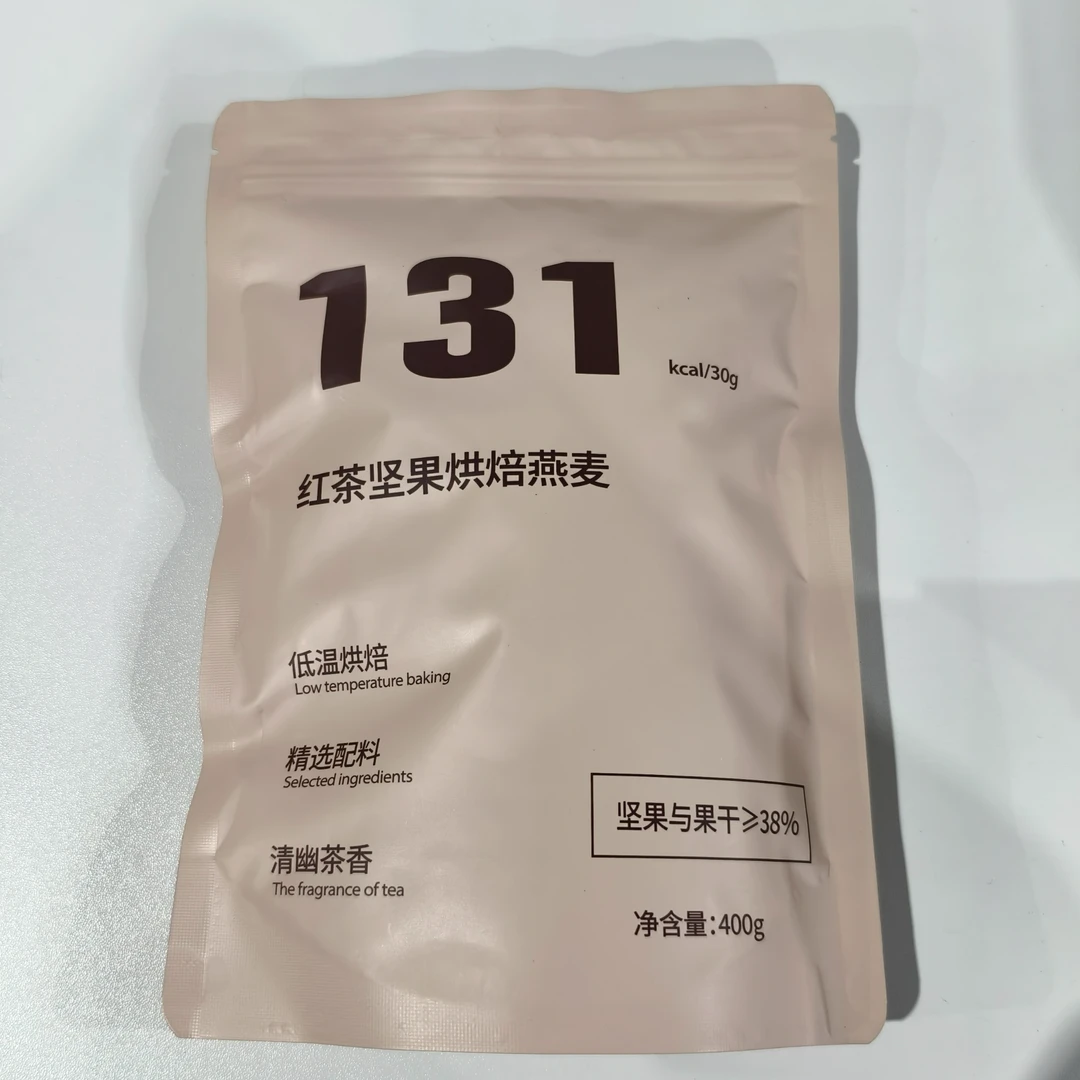 131
kcal/30g
红茶坚果烘焙燕麦
低温烘焙
Low temperature baking
精选配料
Selected ingredients
坚果与果干≥38%
清幽茶香
The fragrance of tea
净含量:400g